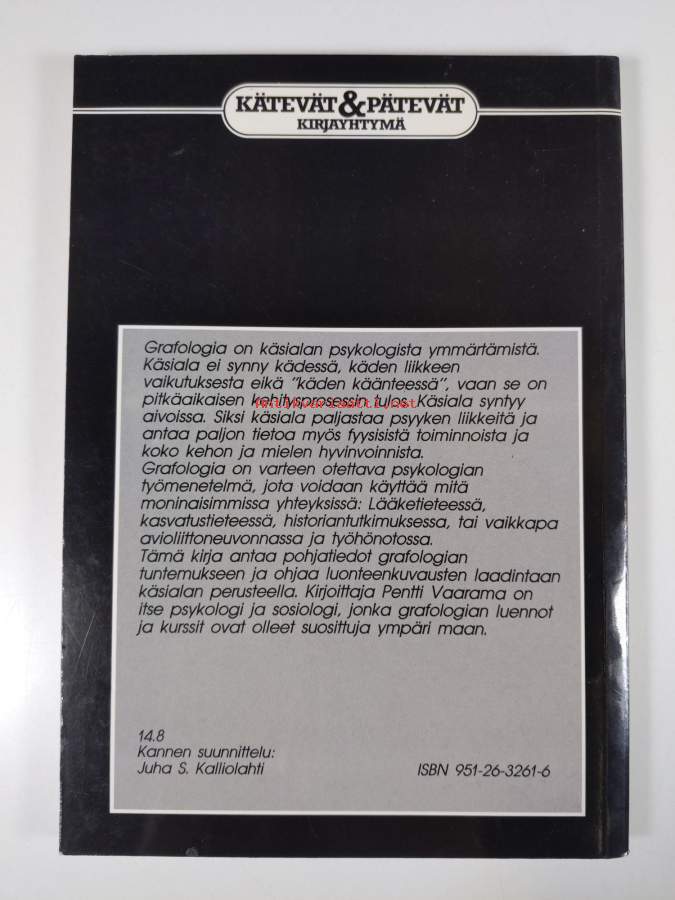 KÄTEVÄT & PÄTEVÄT
KIRJAYHTYMÄ
Grafologia on käsialan psykologista ymmärtämistä.
Käsiala ei synny kädessä, käden liikkeen
vaikutuksesta eikä "käden käänteessä", vaan se on
pitkäaikaisen kehitysprosessin tulos. Käsiala syntyy
aivoissa. Siksi käsiala paljastaa psyyken liikkeitä ja
antaa paljon tietoa myös fyysisistä toiminnoista ja
koko kehon ja mielen hyvinvoinnista.
Grafologia on varteen otettava psykologian
työmenetelmä, jota voidaan käyttää mitä
moninaisimmissa yhteyksissä: Lääketieteessä,
kasvatustieteessä, historiantutkimuksessa, tai vaikkapa
avioliittoneuvonnassa ja työhönotossa.
Tämä kirja antaa pohjatiedot grafologian
tuntemukseen ja ohjaa luonteenkuvausten laadintaan
käsialan perusteella. Kirjoittaja Pentti Vaarama on
itse psykologi ja sosiologi, jonka grafologian luennot
ja kurssit ovat olleet suosittuja ympäri maan.
14.8
Kannen suunnittelu:
Juha S. Kalliolahti
ISBN 951-26-3261-6